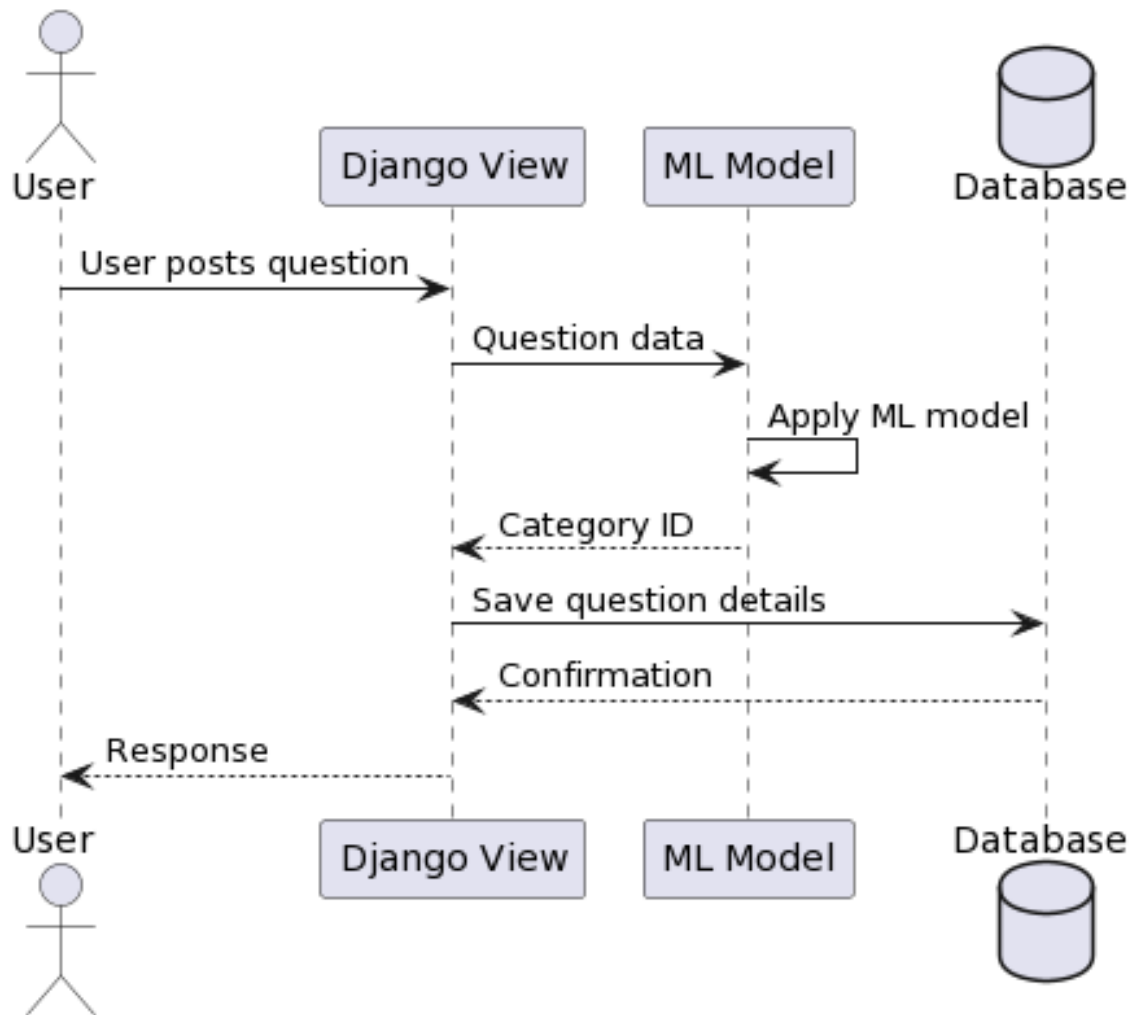 User
Django View
ML Model
Database
User posts question
Question data
Apply ML model
Category ID
Save question details
Confirmation
Response
User
Django View
ML Model
Database